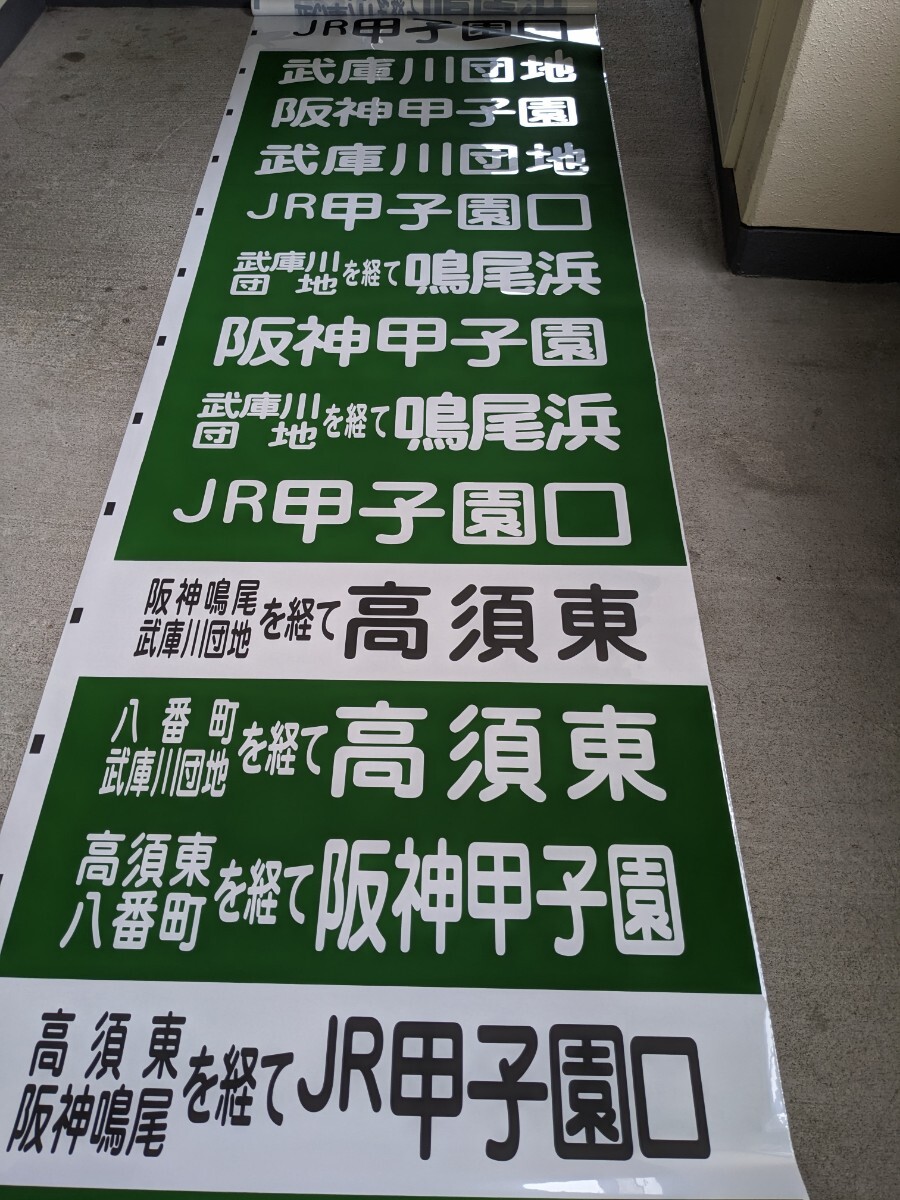 JR甲子園口
武庫川団地
阪神甲子園
武庫川団地
JR甲子園口
武庫川団地を経て鳴尾浜
阪神甲子園
武庫川団地を経て鳴尾浜
JR甲子園口
阪神鳴尾武庫川団地を経て高須東
八番町武庫川団地を経て高須東
高須東八番町を経て阪神甲子園
高須東阪神鳴尾を経てJR甲子園口